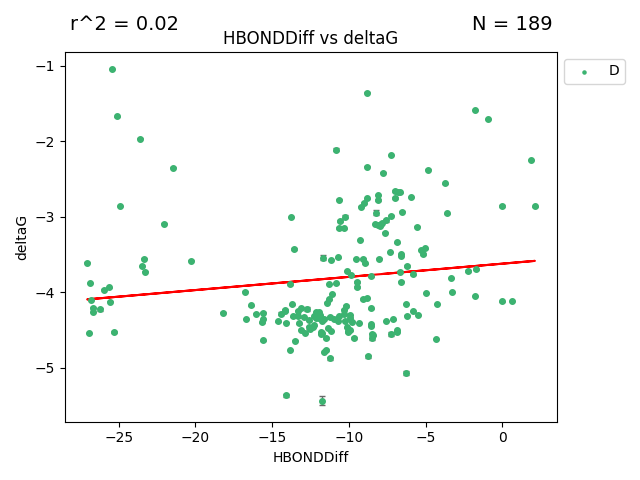 r^2 = 0.02
N = 189
HBONDDiff vs deltaG
D
deltaG
−1
−2
−3
−4
−5
−25
−20
−15
−10
−5
0
HBONDDiff